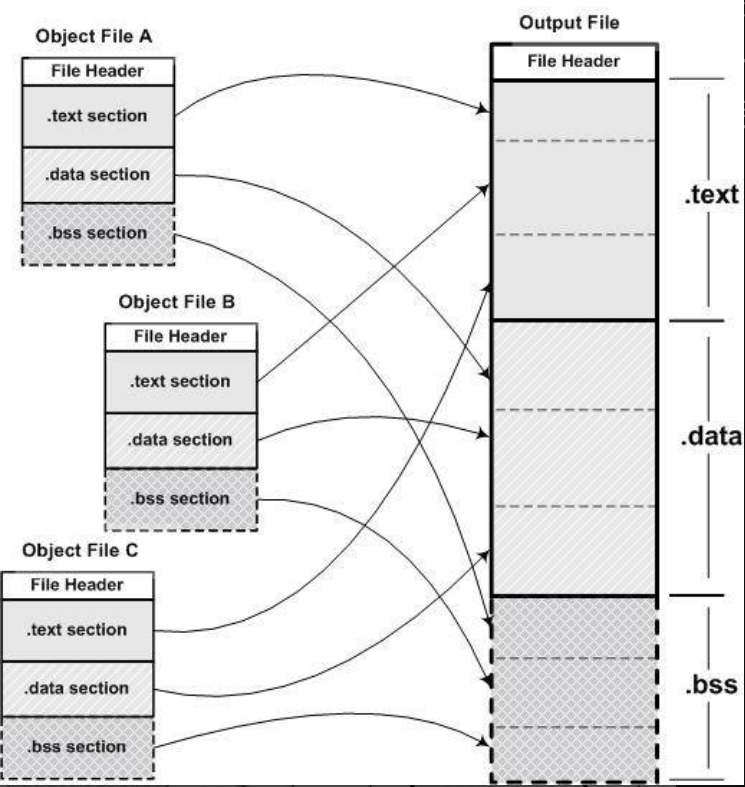 Object File A
File Header
.text section
.data section
.bss section
Object File B
File Header
.text section
.data section
.bss section
Object File C
File Header
.text section
.data section
.bss section
Output File
File Header
.text
.data
.bss